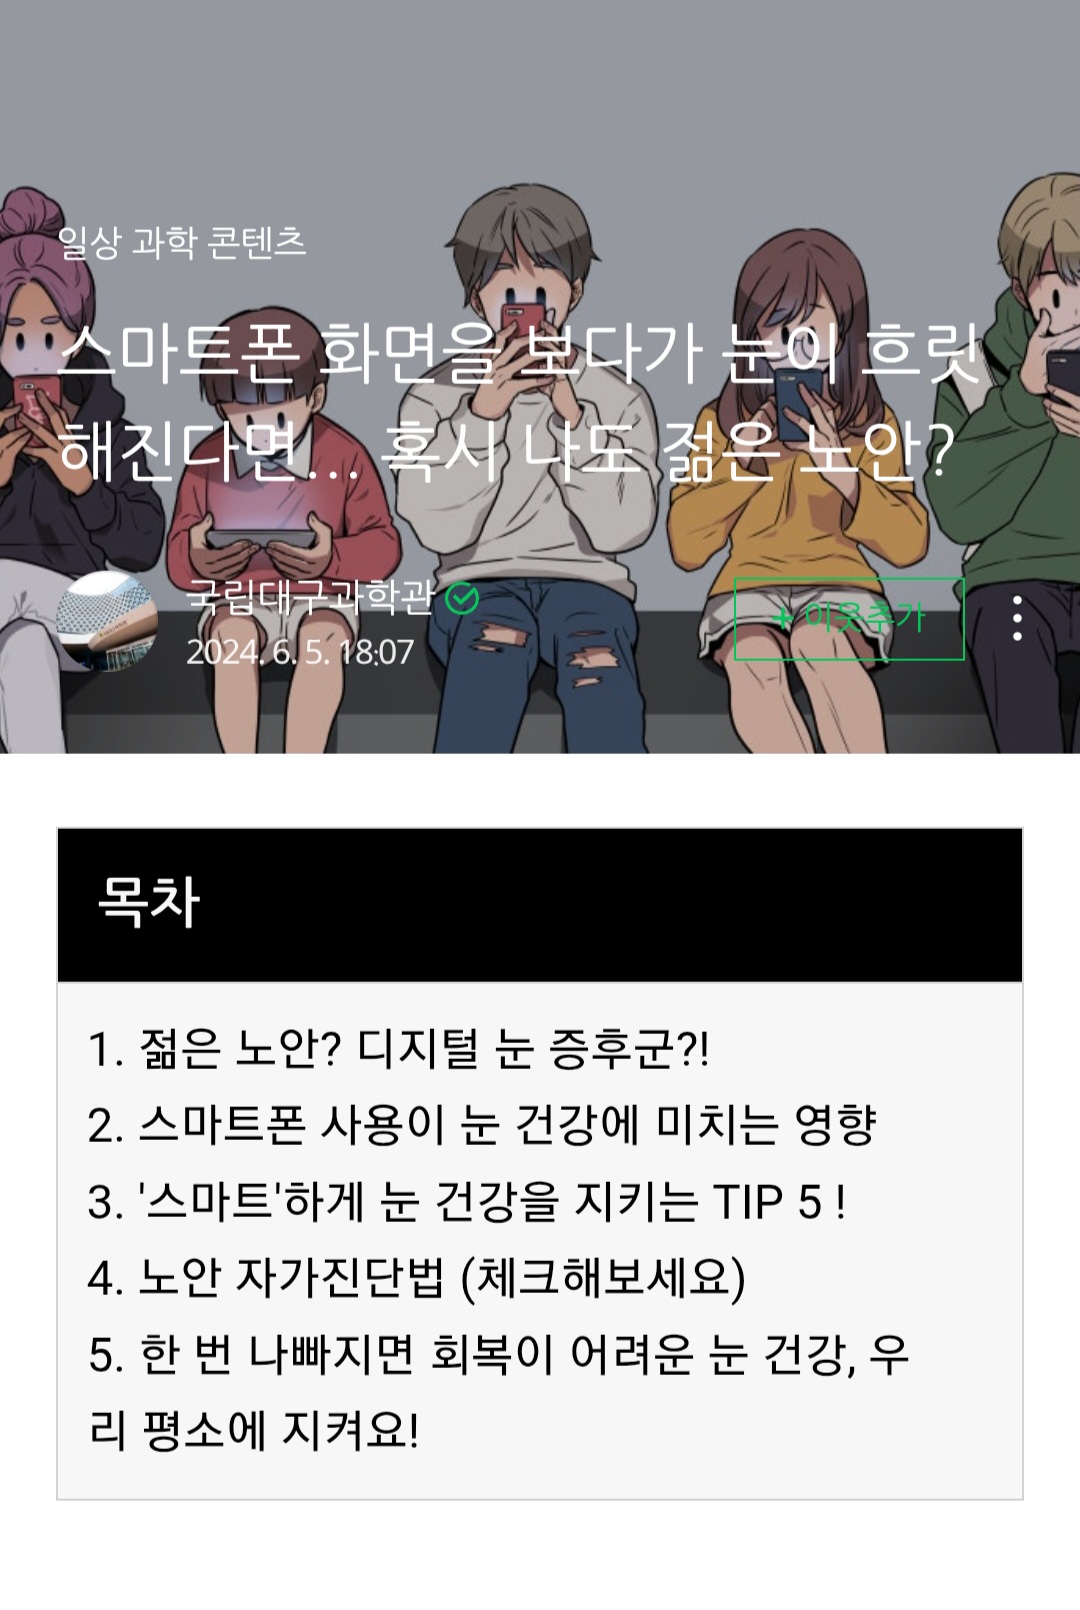 일상 과학 콘텐츠
스마트폰 화면을 보다가 눈이 흐릿
해진다면... 혹시 나도 젊은 노안?
국립대구과학관
2024. 6. 5. 18:07
+ 이웃추가
목차
1. 젊은 노안? 디지털 눈 증후군?!
2. 스마트폰 사용이 눈 건강에 미치는 영향
3. '스마트'하게 눈 건강을 지키는 TIP 5 !
4. 노안 자가진단법 (체크해보세요)
5. 한 번 나빠지면 회복이 어려운 눈 건강, 우
리 평소에 지켜요!